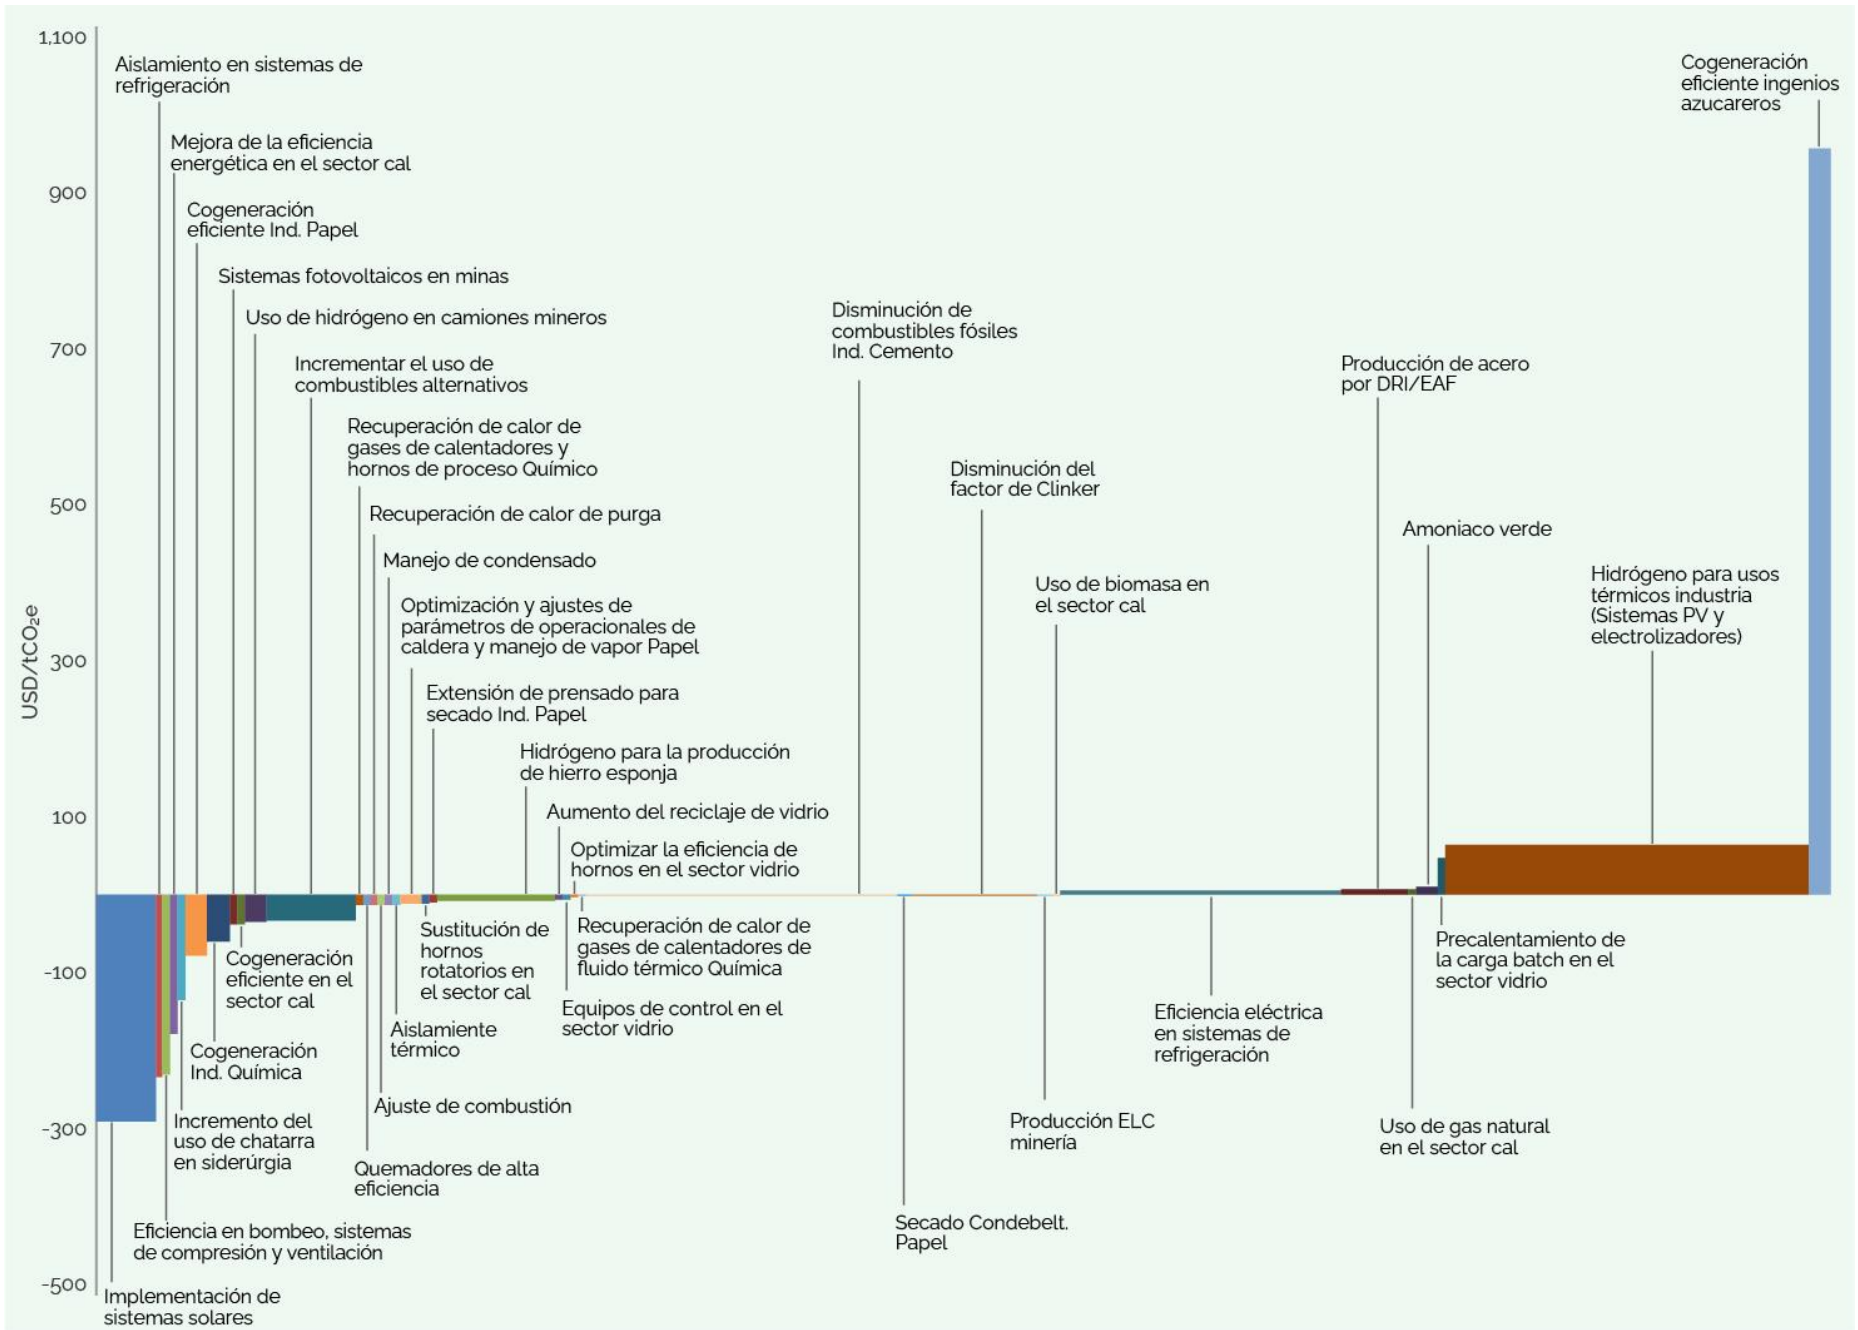 1,100
900
700
500
300
100
-100
-300
-500
USD/tCO₂e
Aislamiento en sistemas de
refrigeración
Mejora de la eficiencia
energética en el sector cal
Cogeneración
eficiente Ind. Papel
Sistemas fotovoltaicos en minas
Uso de hidrógeno en camiones mineros
Incrementar el uso de
combustibles alternativos
Recuperación de calor de
gases de calentadores y
hornos de proceso Químico
Recuperación de calor de purga
Manejo de condensado
Optimización y ajustes de
parámetros de operacionales de
caldera y manejo de vapor Papel
Extensión de prensado para
secado Ind. Papel
Hidrógeno para la producción
de hierro esponja
Aumento del reciclaje de vidrio
Optimizar la eficiencia de
hornos en el sector vidrio
Disminución de
combustibles fósiles
Ind. Cemento
Disminución del
factor de Clinker
Uso de biomasa en
el sector cal
Producción de acero
por DRI/EAF
Amoniaco verde
Hidrógeno para usos
térmicos industria
(Sistemas PV y
electrolizadores)
Cogeneración
eficiente ingenios
azucareros
Implementación de
sistemas solares
Eficiencia en bombeo, sistemas
de compresión y ventilación
Incremento del
uso de chatarra
en siderúrgia
Cogeneración
Ind. Química
Cogeneración
eficiente en el
sector cal
Quemadores de alta
eficiencia
Ajuste de combustión
Aislamiente
térmico
Sustitución de
hornos
rotatorios en
el sector cal
Equipos de control en el
sector vidrio
Recuperación de calor de
gases de calentadores de
fluido térmico Química
Secado Condebelt.
Papel
Producción ELC
minería
Eficiencia eléctrica
en sistemas de
refrigeración
Uso de gas natural
en el sector cal
Precalentamiento de
la carga batch en el
sector vidrio